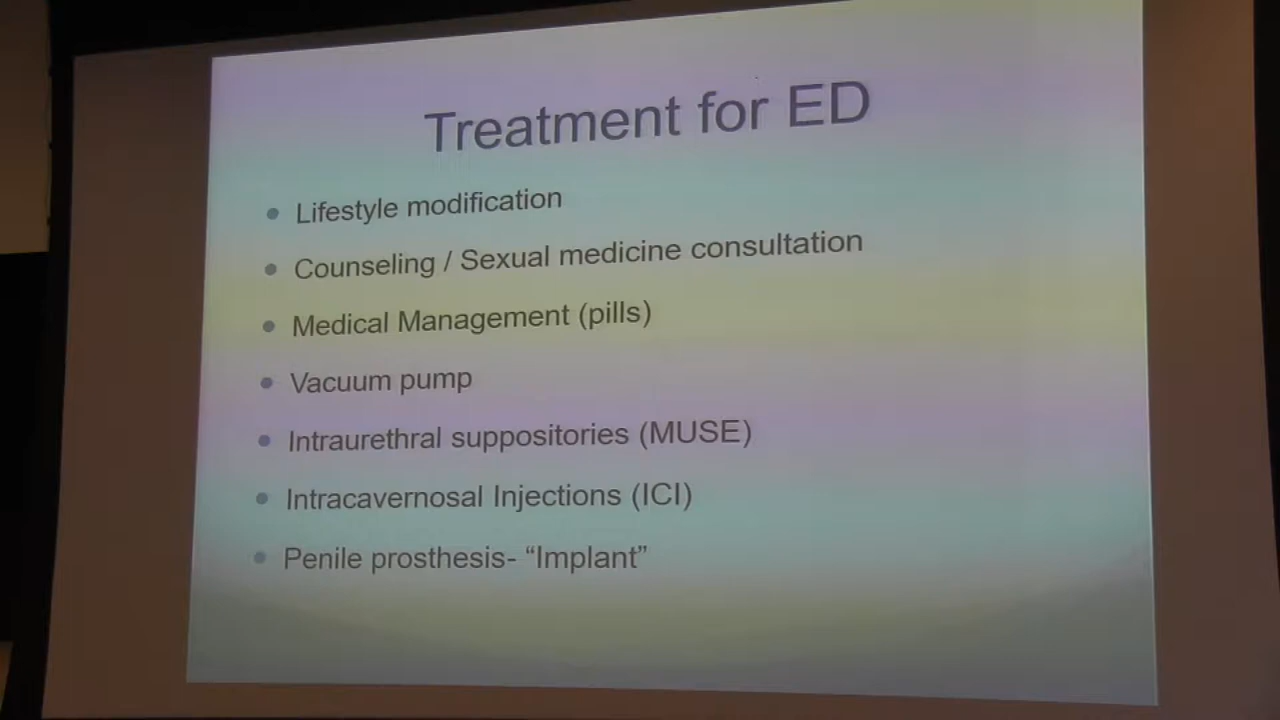 Treatment for ED
Lifestyle modification
Counseling / Sexual medicine consultation
Medical Management (pills)
Vacuum pump
Intraurethral suppositories (MUSE)
Intracavernosal Injections (ICI)
Penile prosthesis- “Implant”